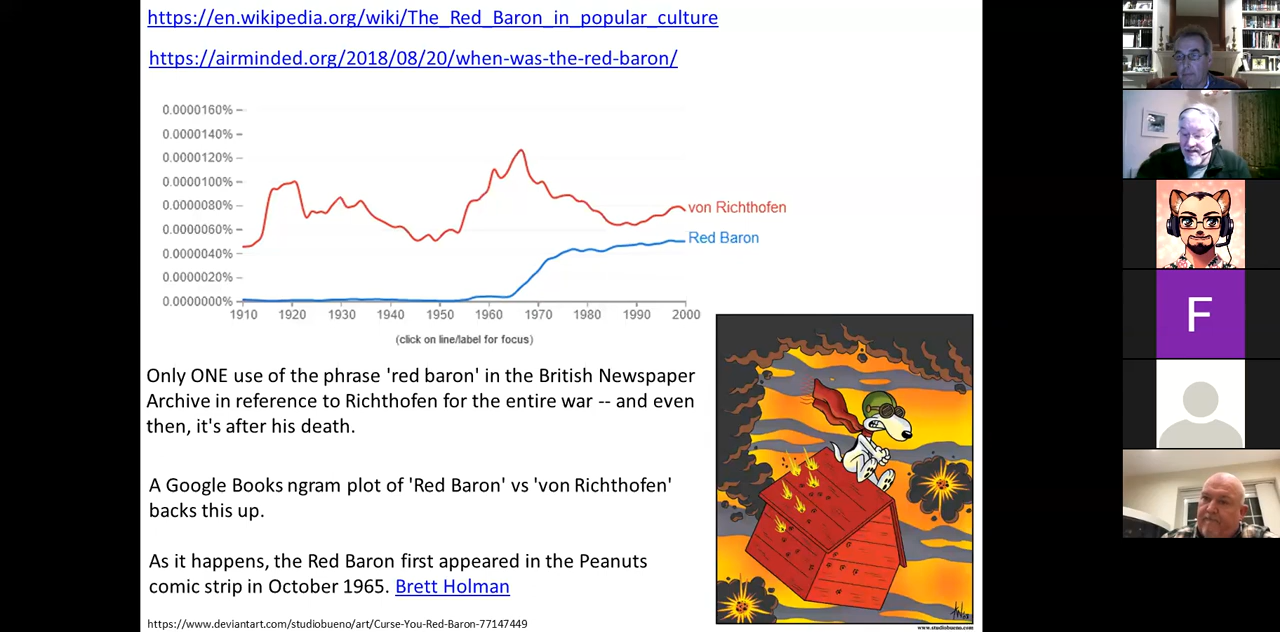 https://en.wikipedia.org/wiki/The_Red_Baron_in_popular_culture
https://airminded.org/2018/08/20/when-was-the-red-baron/
0.0000160%
0.0000140%
0.0000120%
0.0000100%
0.0000080%
0.0000060%
0.0000040%
0.0000020%
0.0000000%
von Richthofen
Red Baron
1910 1920 1930 1940 1950 1960 1970 1980 1990 2000
(click on line/label for focus)
Only ONE use of the phrase 'red baron' in the British Newspaper
Archive in reference to Richthofen for the entire war -- and even
then, it's after his death.
A Google Books ngram plot of 'Red Baron' vs 'von Richthofen'
backs this up.
As it happens, the Red Baron first appeared in the Peanuts
comic strip in October 1965. Brett Holman
https://www.deviantart.com/studiobueno/art/Curse-You-Red-Baron-77147449
www.studiobueno.com
F